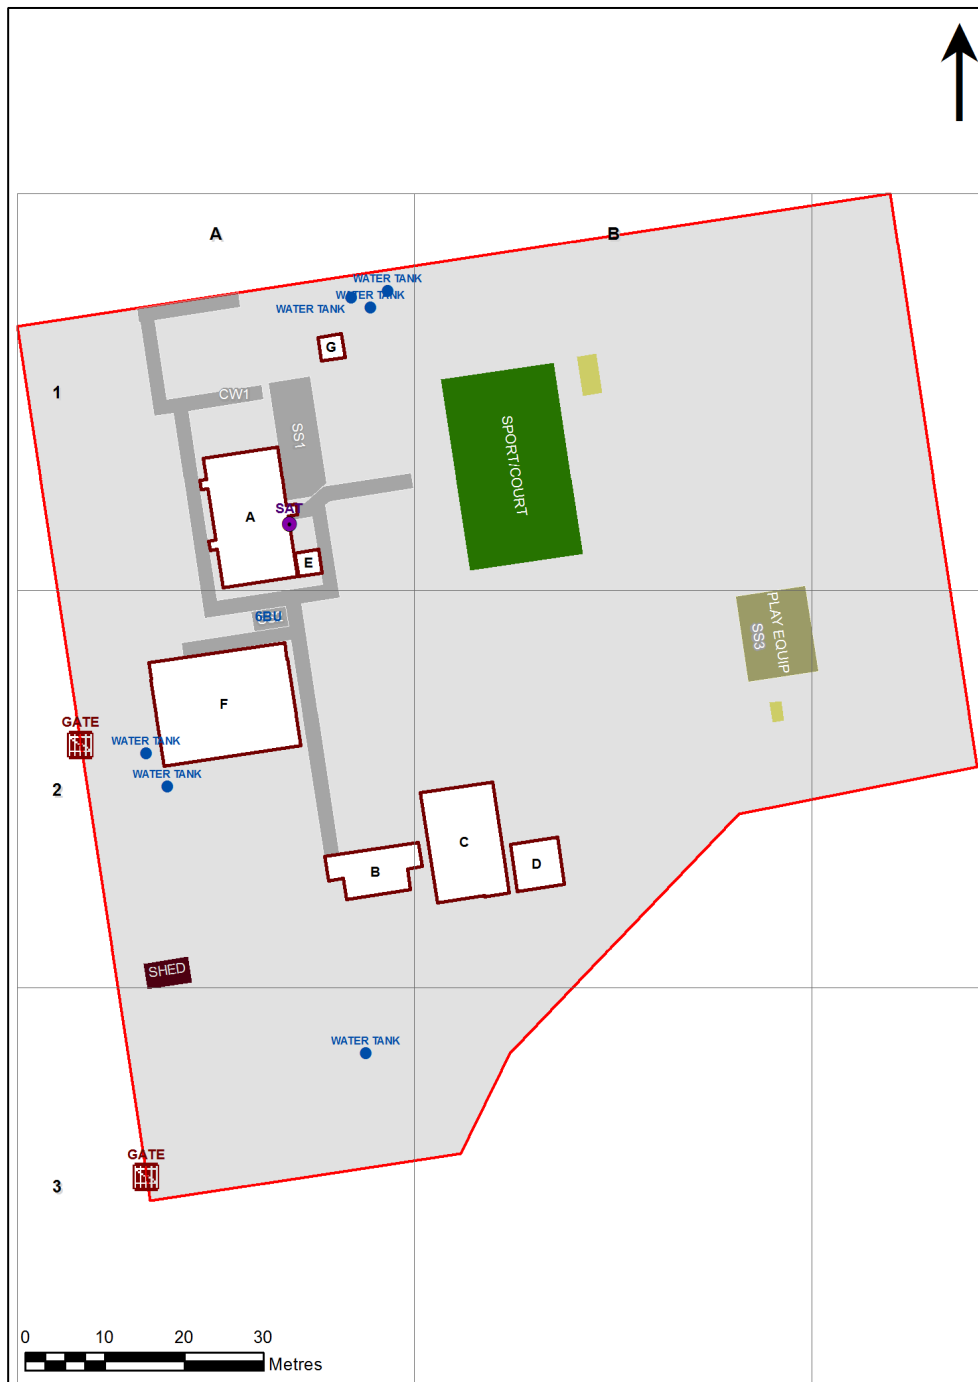 A
B
WATER TANK
WATER TANK
WATER TANK
G
1
CW1
SS1
SPORT/COURT
SAT
A
E
6BU
PLAY EQUIP
SS3
F
GATE
WATER TANK
WATER TANK
2
C
D
B
SHED
WATER TANK
GATE
3
0 10 20 30
Metres